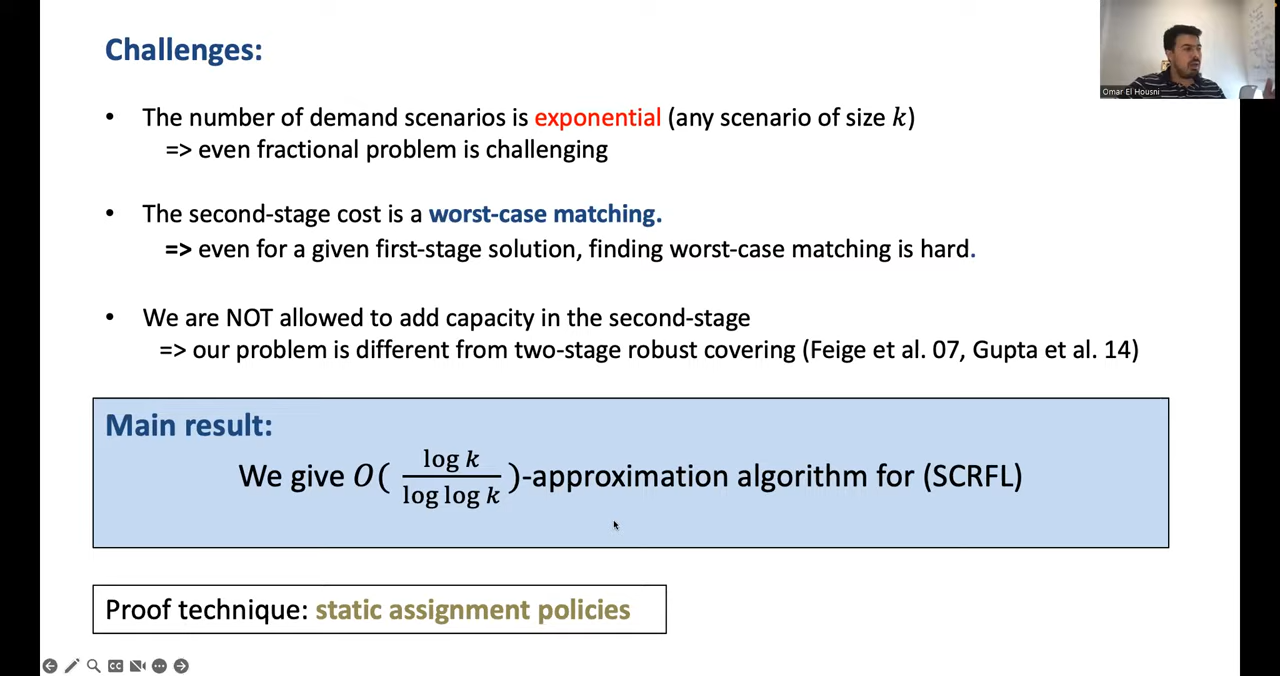 Challenges:
• The number of demand scenarios is exponential (any scenario of size k)
=> even fractional problem is challenging
• The second-stage cost is a worst-case matching.
=> even for a given first-stage solution, finding worst-case matching is hard.
• We are NOT allowed to add capacity in the second-stage
=> our problem is different from two-stage robust covering (Feige et al. 07, Gupta et al. 14)
Main result:
We give O( log k / log log k )-approximation algorithm for (SCRFL)
Proof technique: static assignment policies
Omar El Housni
CC